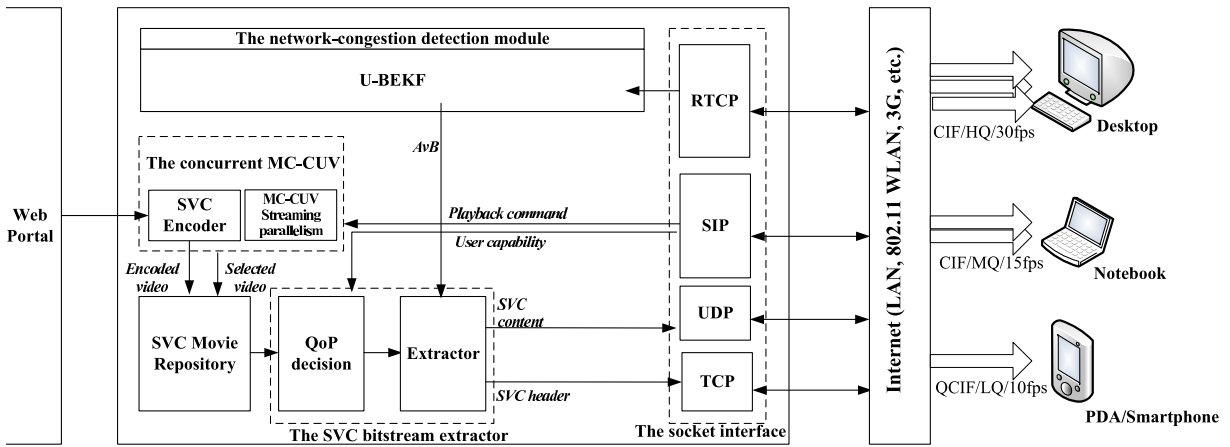 The network-congestion detection module
U-BEKF
RTCP
AvB
The concurrent MC-CUV
SVC
Encoder
MC-CUV
Streaming
parallelism
Web
Portal
Playback command
User capability
SIP
Encoded
video
Selected
video
SVC Movie
Repository
QoP
decision
Extractor
SVC
content
SVC header
UDP
TCP
The SVC bitstream extractor
The socket interface
Internet (LAN, 802.11 WLAN, 3G, etc.)
CIF/HQ/30fps
Desktop
CIF/MQ/15fps
Notebook
QCIF/LQ/10fps
PDA/Smartphone